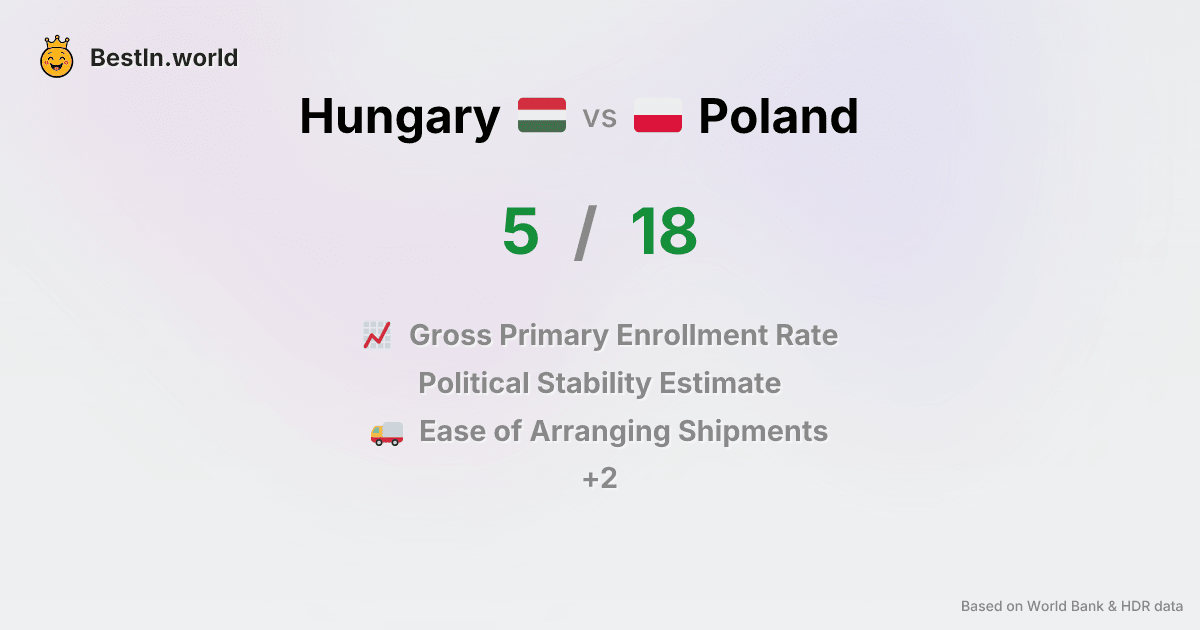 BestIn.world
Hungary vs Poland
5 / 18
Gross Primary Enrollment Rate
Political Stability Estimate
Ease of Arranging Shipments
+2
Based on World Bank & HDR data